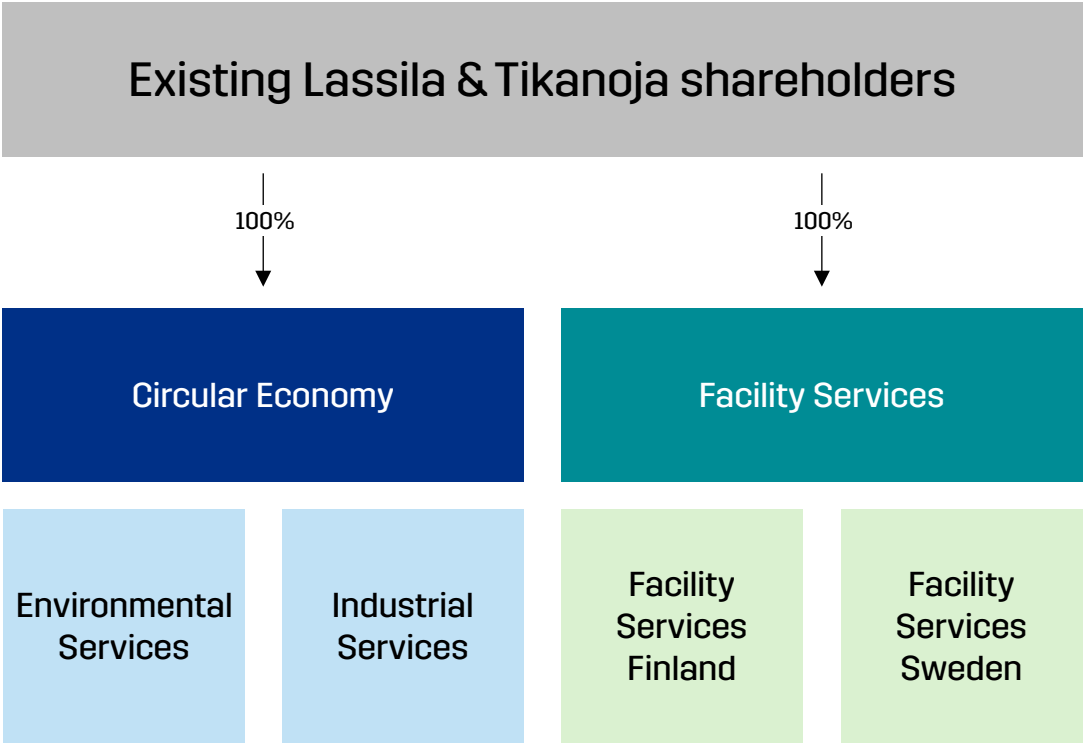 Existing Lassila & Tikanoja shareholders
100%
100%
Circular Economy
Facility Services
Environmental
Services
Industrial
Services
Facility
Services
Finland
Facility
Services
Sweden